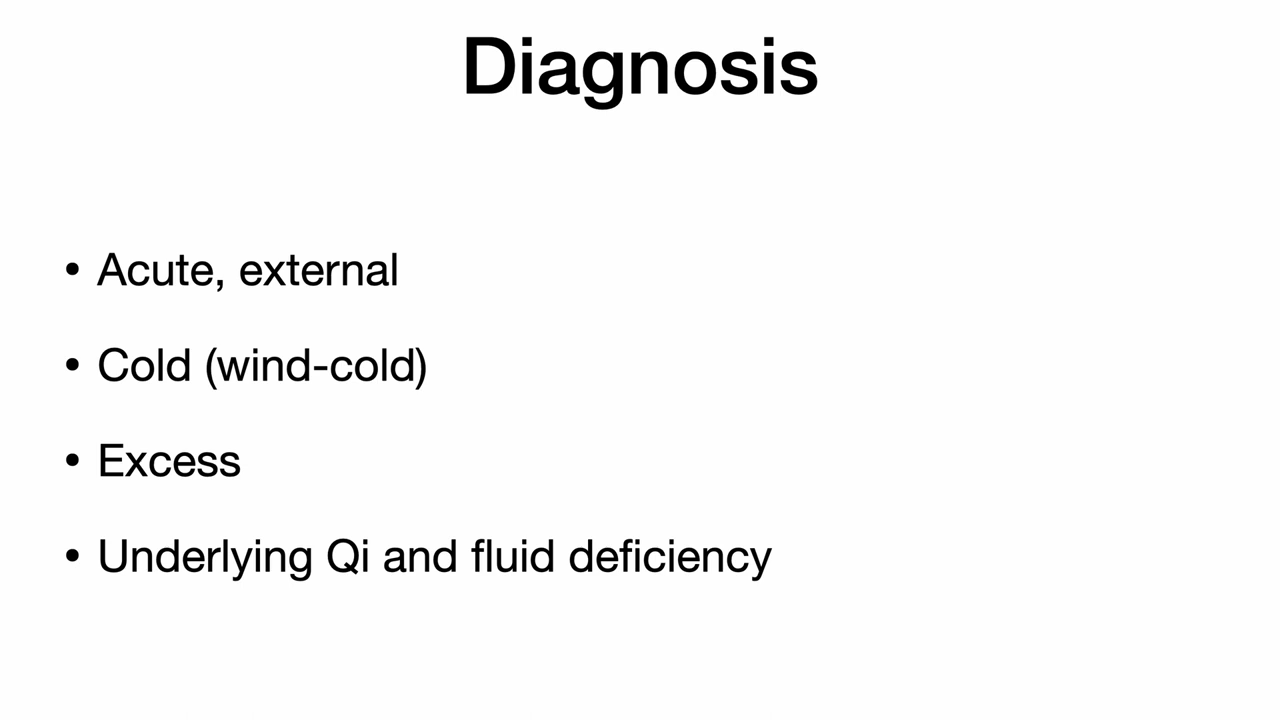 Diagnosis
• Acute, external
• Cold (wind-cold)
• Excess
• Underlying Qi and fluid deficiency